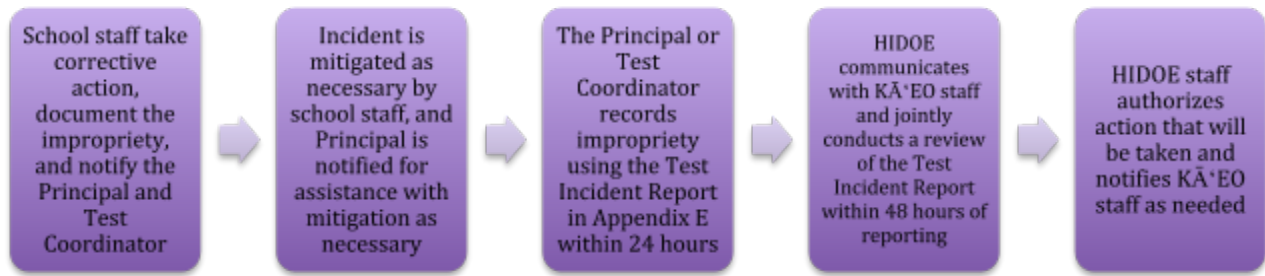 School staff take
corrective
action,
document the
impropriety,
and notify the
Principal and
Test
Coordinator
Incident is
mitigated as
necessary by
school staff, and
Principal is
notified for
assistance with
mitigation as
necessary
The Principal or
Test
Coordinator
records
impropriety
using the Test
Incident Report
in Appendix E
within 24 hours
HIDOE
communicates
with KĀʻEO staff
and jointly
conducts a review
of the Test
Incident Report
within 48 hours of
reporting
HIDOE staff
authorizes
action that will
be taken and
notifies KĀʻEO
staff as needed